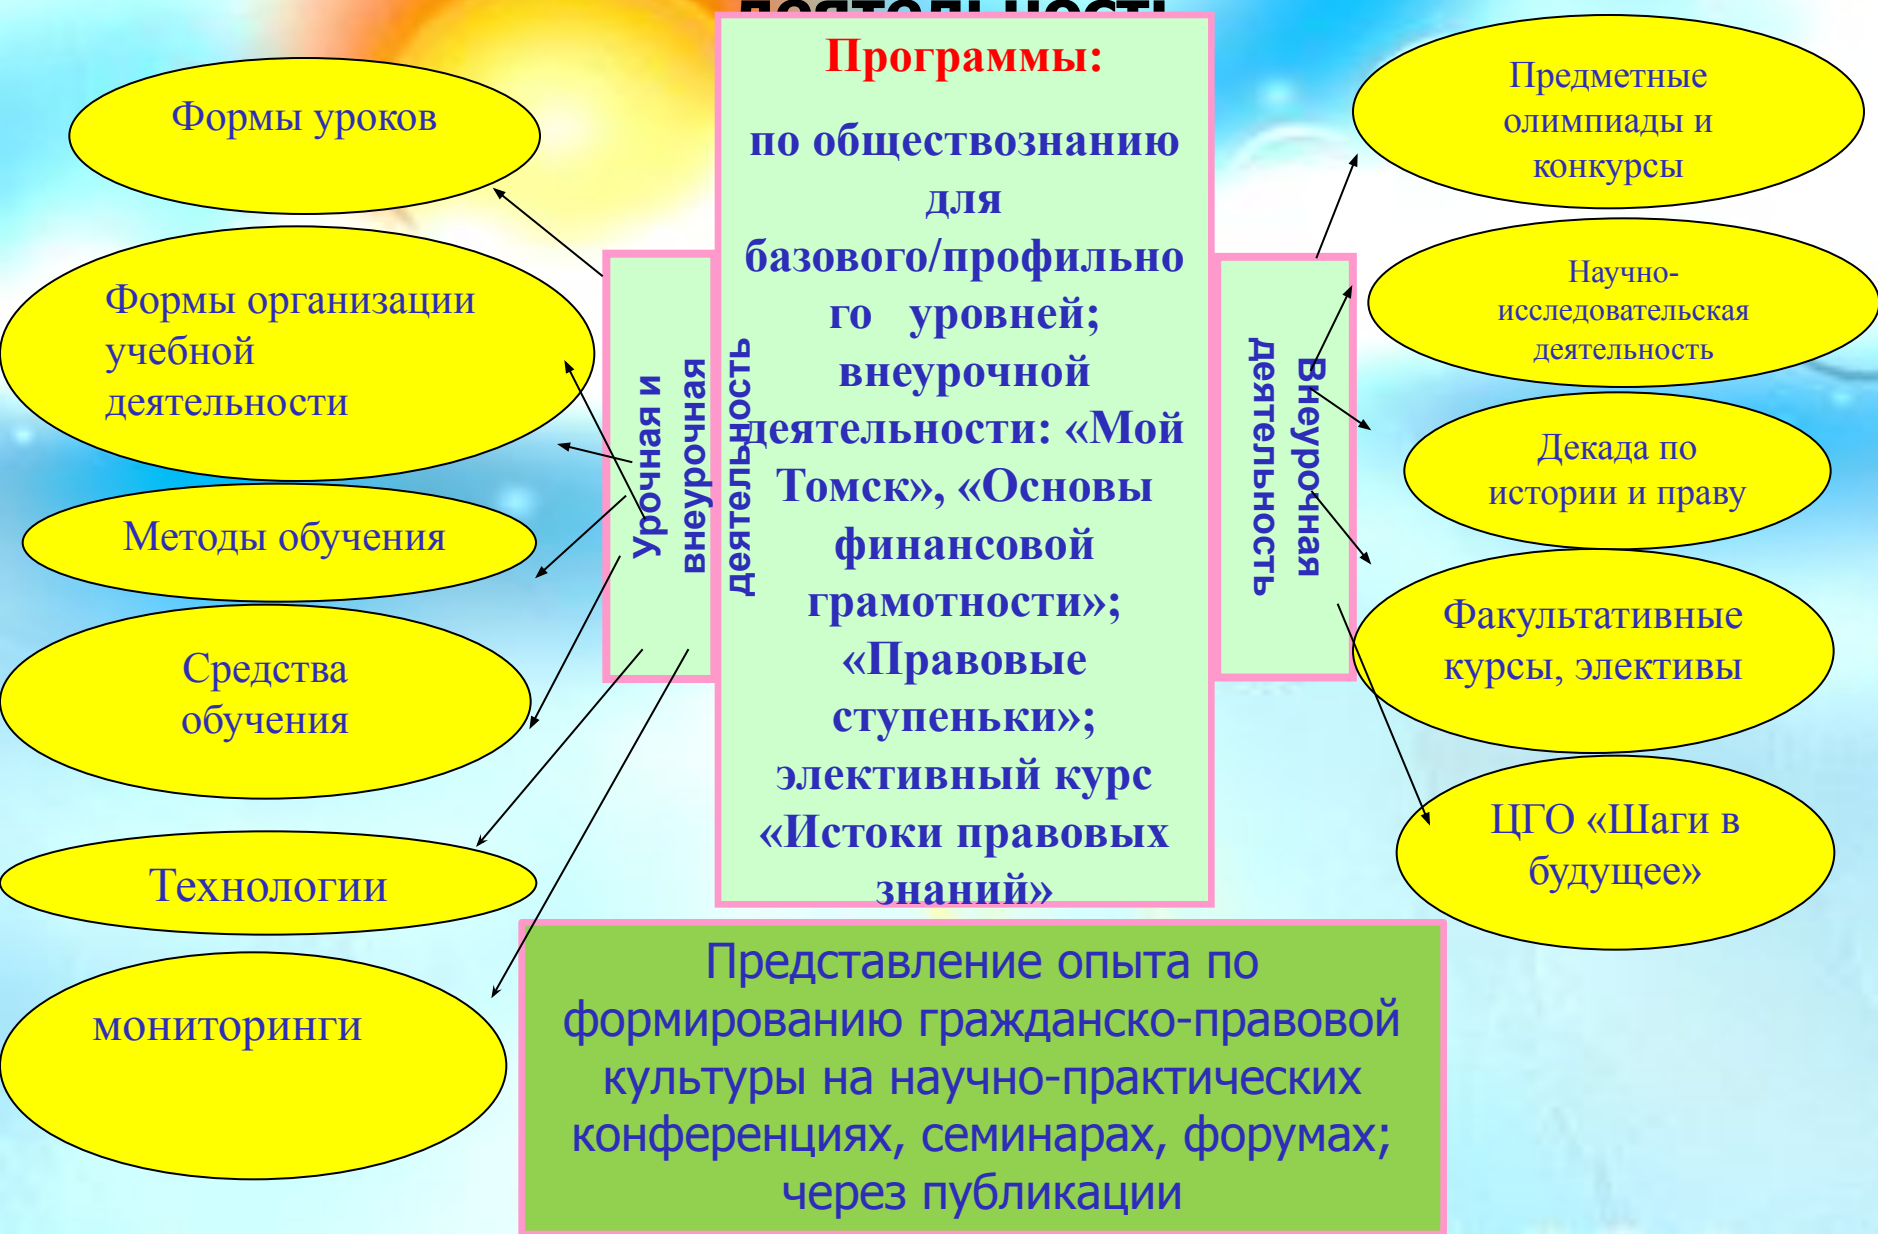 деятельность
Формы уроков
Формы организации
учебной
деятельности
Методы обучения
Средства
обучения
Технологии
мониторинги
Урочная и
внеурочная
деятельность
Программы:
по обществознанию
для
базового/профильно
го уровней;
внеурочной
деятельности: «Мой
Томск», «Основы
финансовой
грамотности»;
«Правовые
ступеньки»;
элективный курс
«Истоки правовых
знаний»
Внеурочная
деятельность
Предметные
олимпиады и
конкурсы
Научно-
исследовательская
деятельность
Декада по
истории и праву
Факультативные
курсы, элективы
ЦГО «Шаги в
будущее»
Представление опыта по
формированию гражданско-правовой
культуры на научно-практических
конференциях, семинарах, форумах;
через публикации